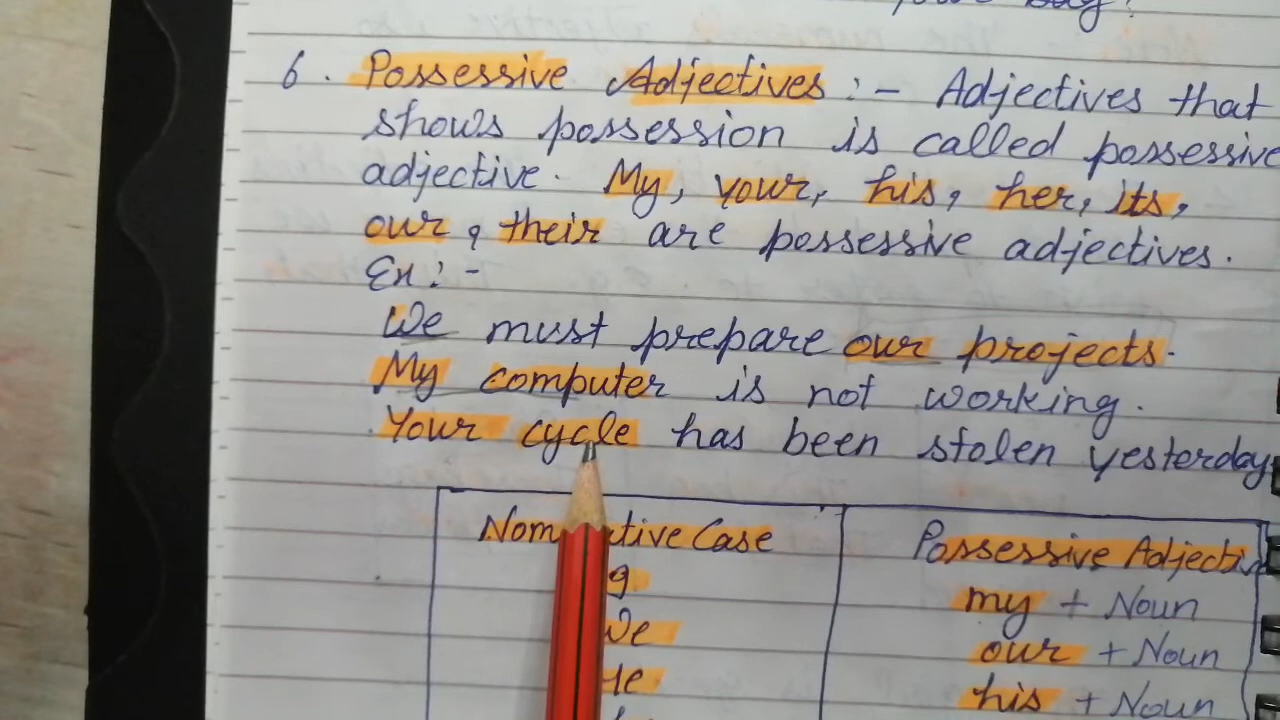 6. Possessive Adjectives :- Adjectives that
shows possession is called possessive
adjective. My, your, his, her, its,
our, their are possessive adjectives.
Ex:-
We must prepare our projects.
My computer is not working.
Your cycle has been stolen yesterday
Case Possessive Adjecti
my + Noun
We our + Noun
his + Noun